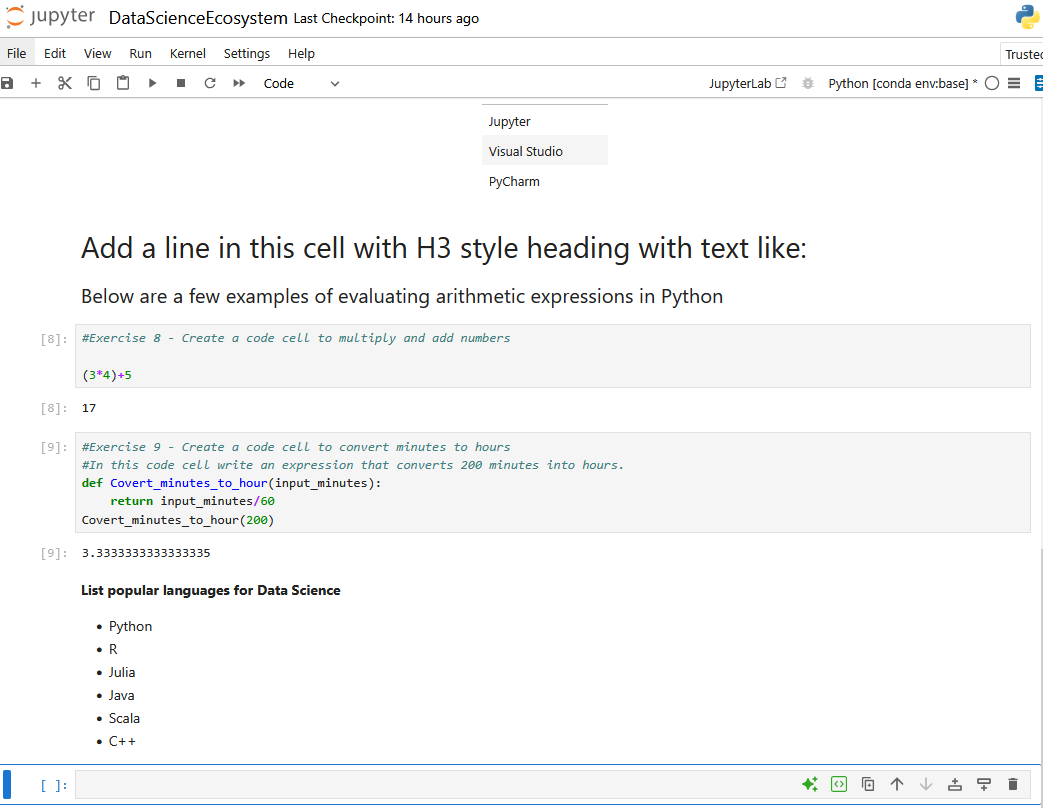 jupyter DataScienceEcosystem Last Checkpoint: 14 hours ago
File Edit View Run Kernel Settings Help
Trusted
Code
JupyterLab Python [conda env:base] *
Jupyter
Visual Studio
PyCharm
Add a line in this cell with H3 style heading with text like:
Below are a few examples of evaluating arithmetic expressions in Python
[8]: #Exercise 8 - Create a code cell to multiply and add numbers
(3*4)+5
[8]: 17
[9]: #Exercise 9 - Create a code cell to convert minutes to hours
#In this code cell write an expression that converts 200 minutes into hours.
def Covert_minutes_to_hour(input_minutes):
    return input_minutes/60
Covert_minutes_to_hour(200)
[9]: 3.3333333333333335
List popular languages for Data Science
• Python
• R
• Julia
• Java
• Scala
• C++
[ ]: